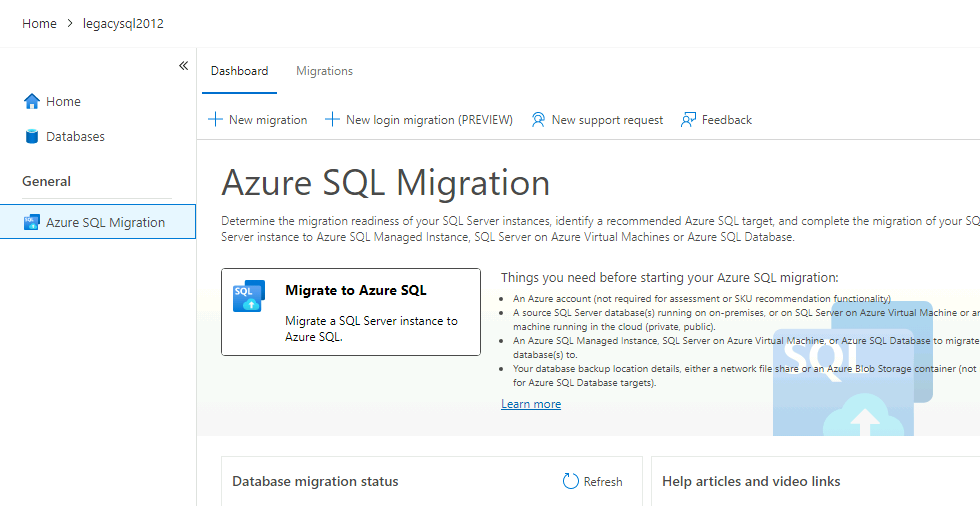 Home > legacysql2012
«
Dashboard Migrations
Home
Databases
General
Azure SQL Migration
+ New migration + New login migration (PREVIEW) New support request Feedback
Azure SQL Migration
Determine the migration readiness of your SQL Server instances, identify a recommended Azure SQL target, and complete the migration of your SQ
Server instance to Azure SQL Managed Instance, SQL Server on Azure Virtual Machines or Azure SQL Database.
SQL
Migrate to Azure SQL
Migrate a SQL Server instance to
Azure SQL.
Things you need before starting your Azure SQL migration:
• An Azure account (not required for assessment or SKU recommendation functionality)
• A source SQL Server database(s) running on on-premises, or on SQL Server on Azure Virtual Machine or an
machine running in the cloud (private, public).
• An Azure SQL Managed Instance, SQL Server on Azure Virtual Machine, or Azure SQL Database to migrate
database(s) to.
• Your database backup location details, either a network file share or an Azure Blob Storage container (not
for Azure SQL Database targets).
Learn more
SQL
Database migration status Refresh
Help articles and video links